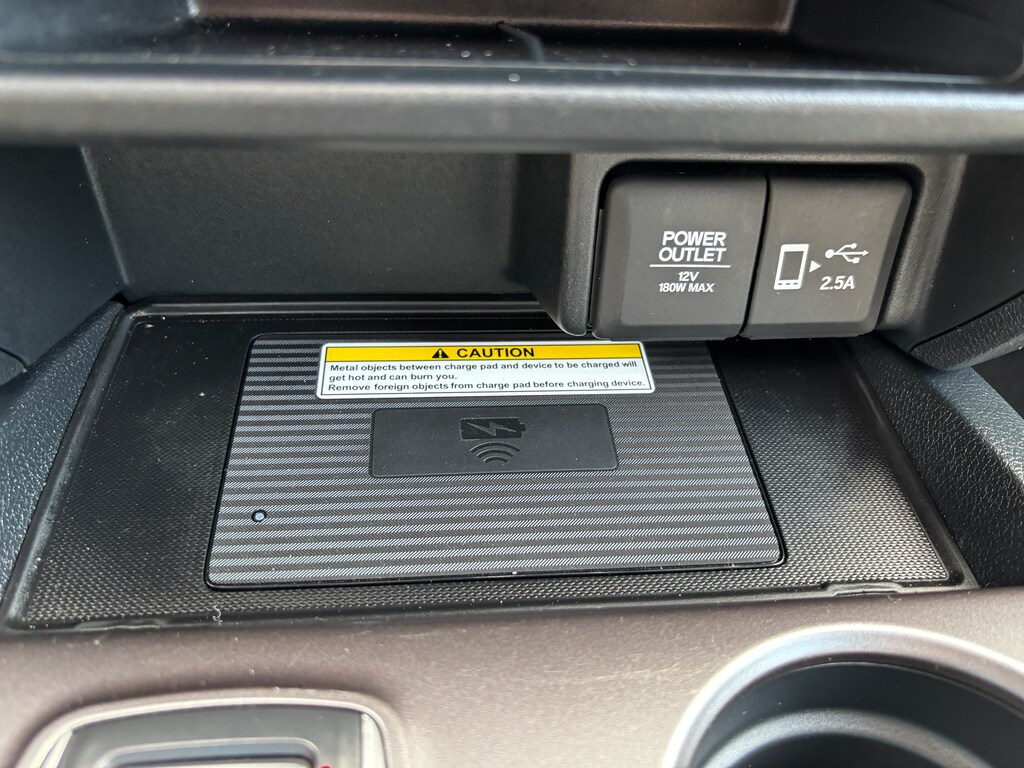 POWER
OUTLET
12V
180W MAX
2.5A
CAUTION
Metal objects between charge pad and device to be charged will
get hot and can burn you.
Remove foreign objects from charge pad before charging device.